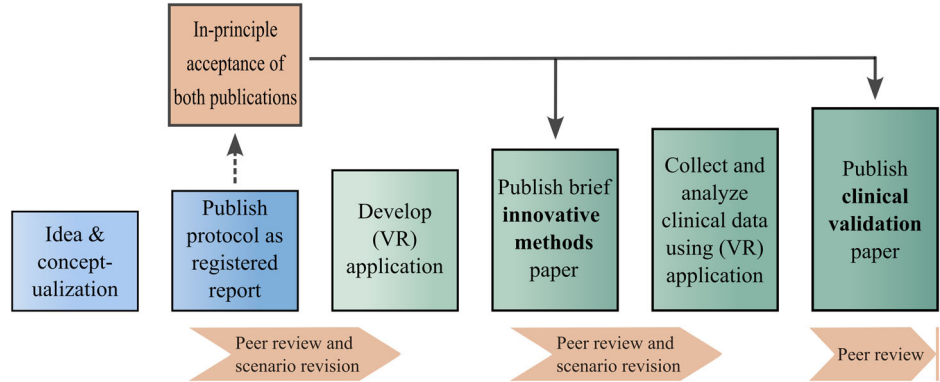 In-principle
acceptance of
both publications
Idea &
concept-
ualization
Publish
protocol as
registered
report
Develop
(VR)
application
Publish brief
innovative
methods
paper
Collect and
analyze
clinical data
using (VR)
application
Publish
clinical
validation
paper
Peer review and
scenario revision
Peer review and
scenario revision
Peer review